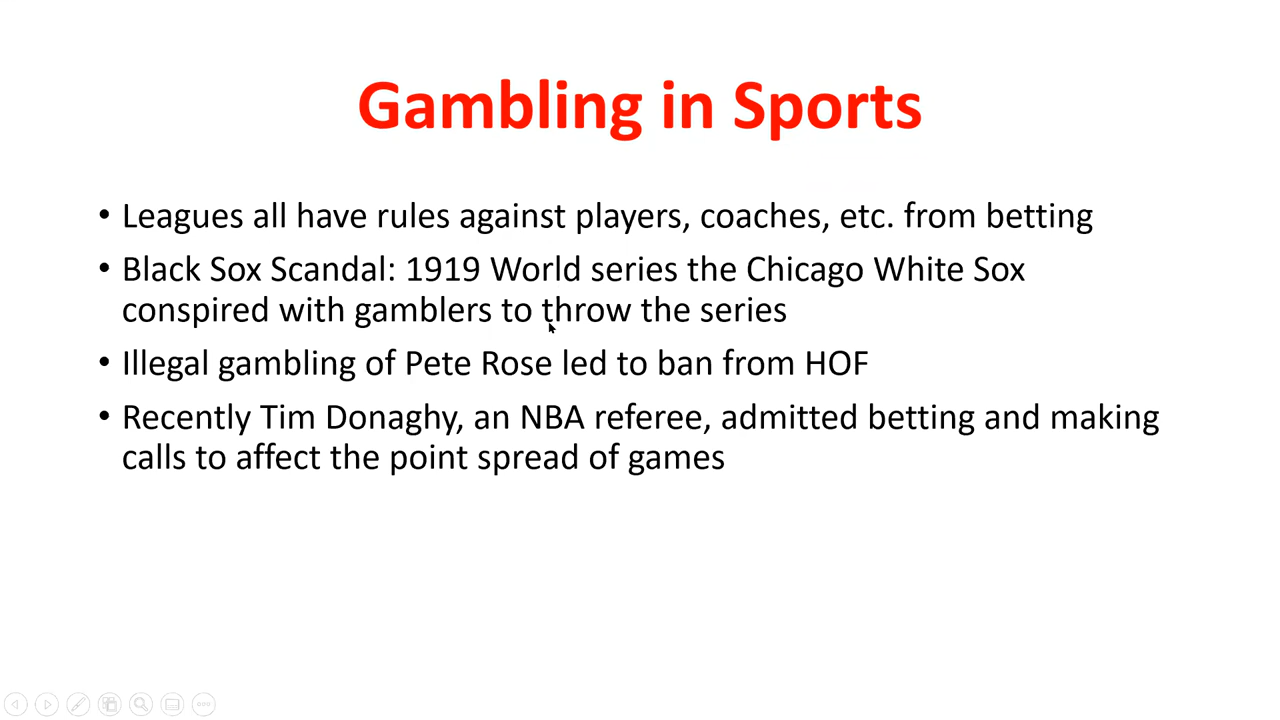 Gambling in Sports
• Leagues all have rules against players, coaches, etc. from betting
• Black Sox Scandal: 1919 World series the Chicago White Sox
conspired with gamblers to throw the series
• Illegal gambling of Pete Rose led to ban from HOF
• Recently Tim Donaghy, an NBA referee, admitted betting and making
calls to affect the point spread of games